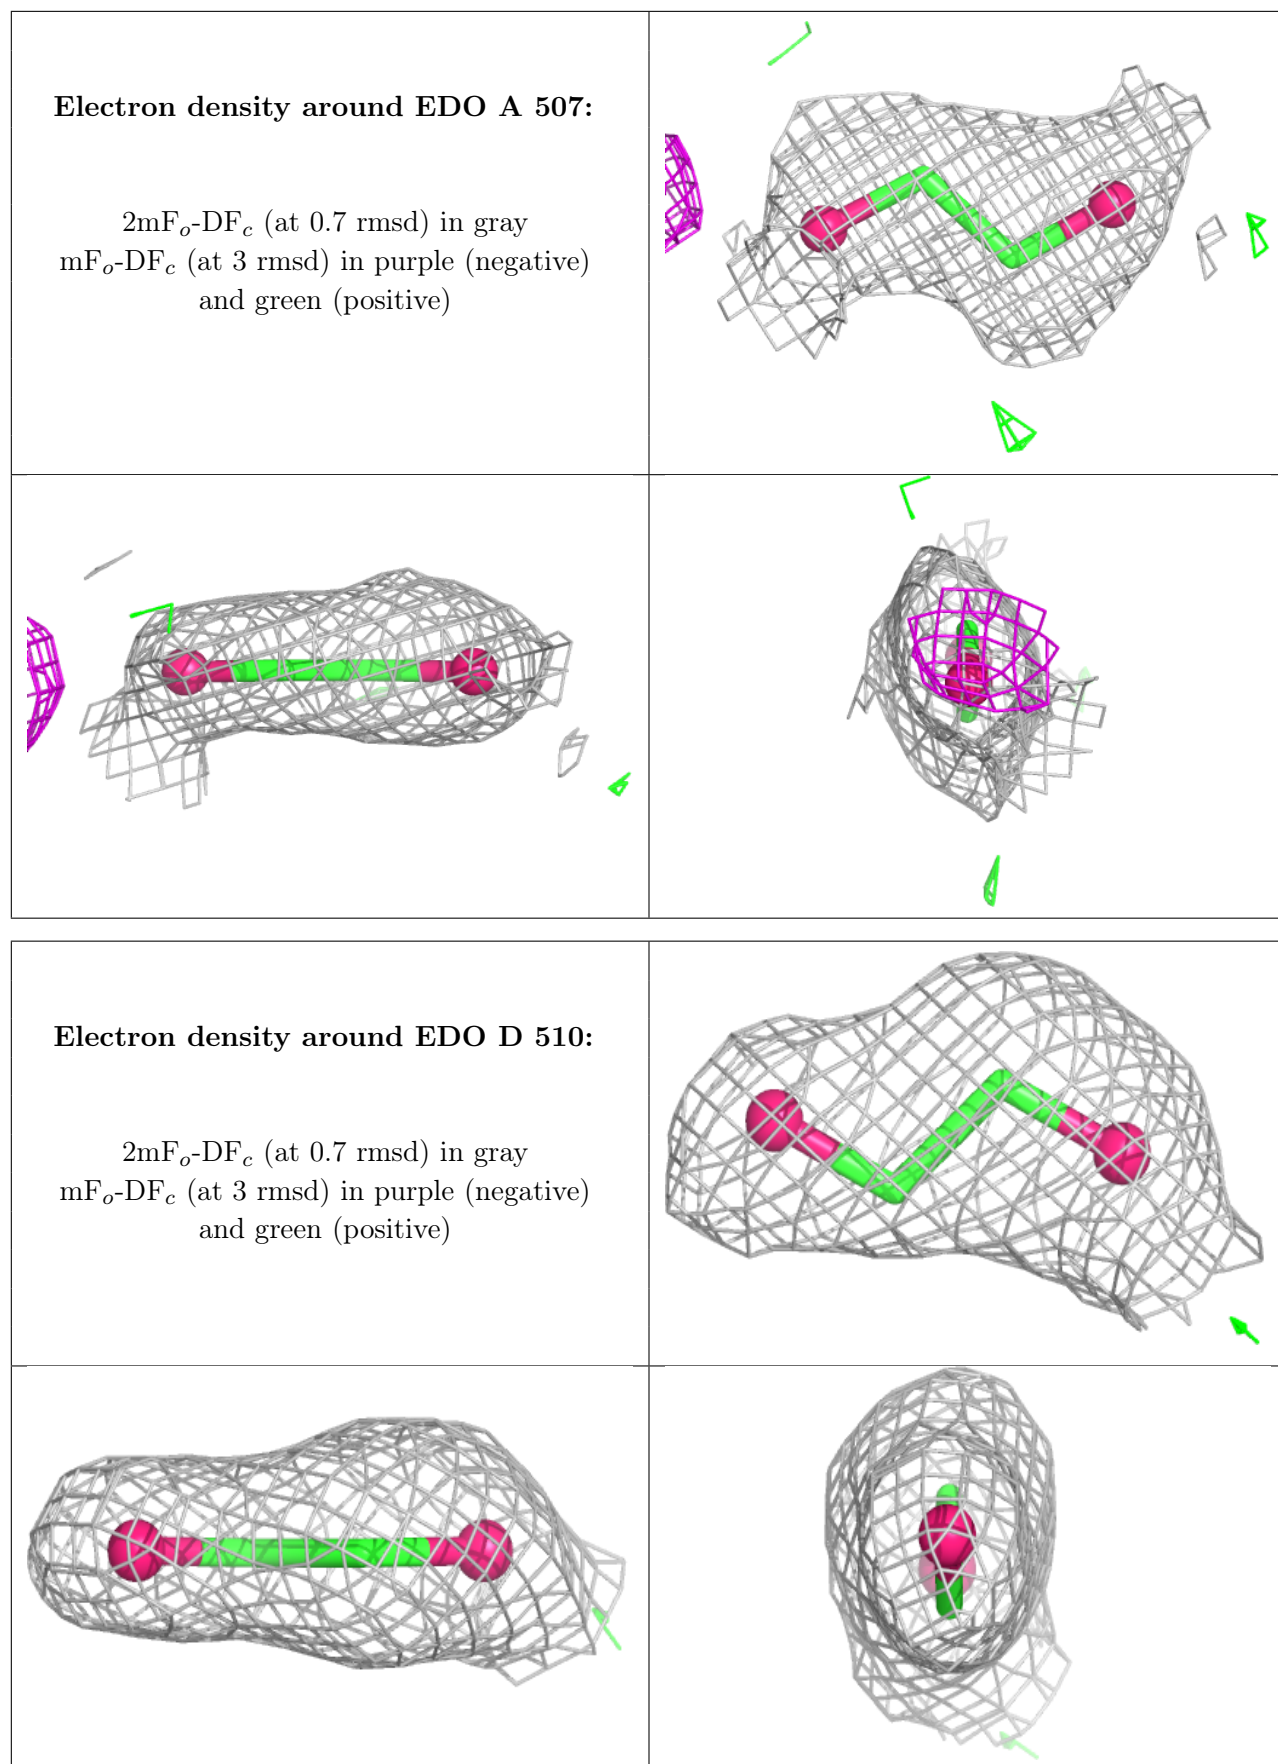 Electron density around EDO A 507:
2mFo-DFc (at 0.7 rmsd) in gray
mFo-DFc (at 3 rmsd) in purple (negative)
and green (positive)
Electron density around EDO D 510:
2mFo-DFc (at 0.7 rmsd) in gray
mFo-DFc (at 3 rmsd) in purple (negative)
and green (positive)